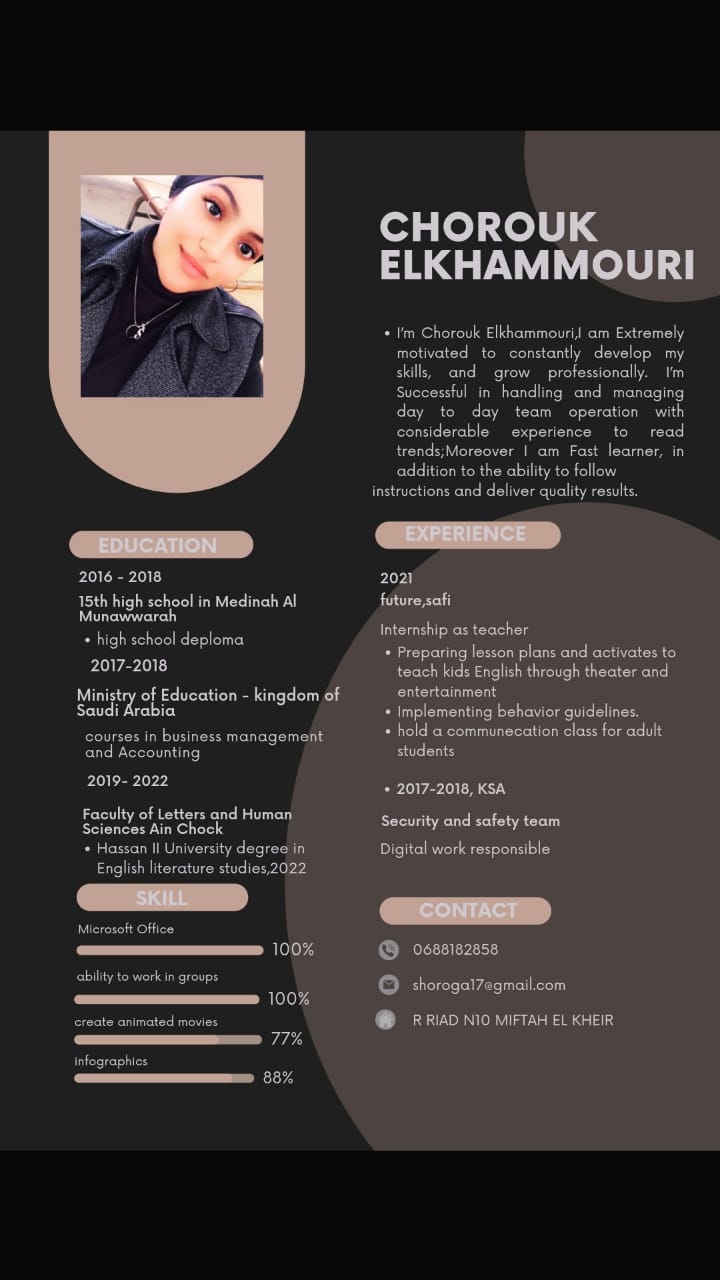 CHOROUK
ELKHAMMOURI
• I'm Chorouk Elkhammouri,I am Extremely
motivated to constantly develop my
skills, and grow professionally. I'm
Successful in handling and managing
day to day team operation with
considerable experience to read
trends;Moreover I am Fast learner, in
addition to the ability to follow
instructions and deliver quality results.
EDUCATION
2016 - 2018
15th high school in Medinah Al
Munawwarah
• high school deploma
2017-2018
Ministry of Education - kingdom of
Saudi Arabia
courses in business management
and Accounting
2019- 2022
Faculty of Letters and Human
Sciences Ain Chock
• Hassan II University degree in
English literature studies,2022
SKILL
Microsoft Office
100%
ability to work in groups
100%
create animated movies
77%
infographics
88%
EXPERIENCE
2021
future,safi
Internship as teacher
• Preparing lesson plans and activates to
teach kids English through theater and
entertainment
• Implementing behavior guidelines.
• hold a communecation class for adult
students
• 2017-2018, KSA
Security and safety team
Digital work responsible
CONTACT
0688182858
shoroga17@gmail.com
R RIAD N10 MIFTAH EL KHEIR